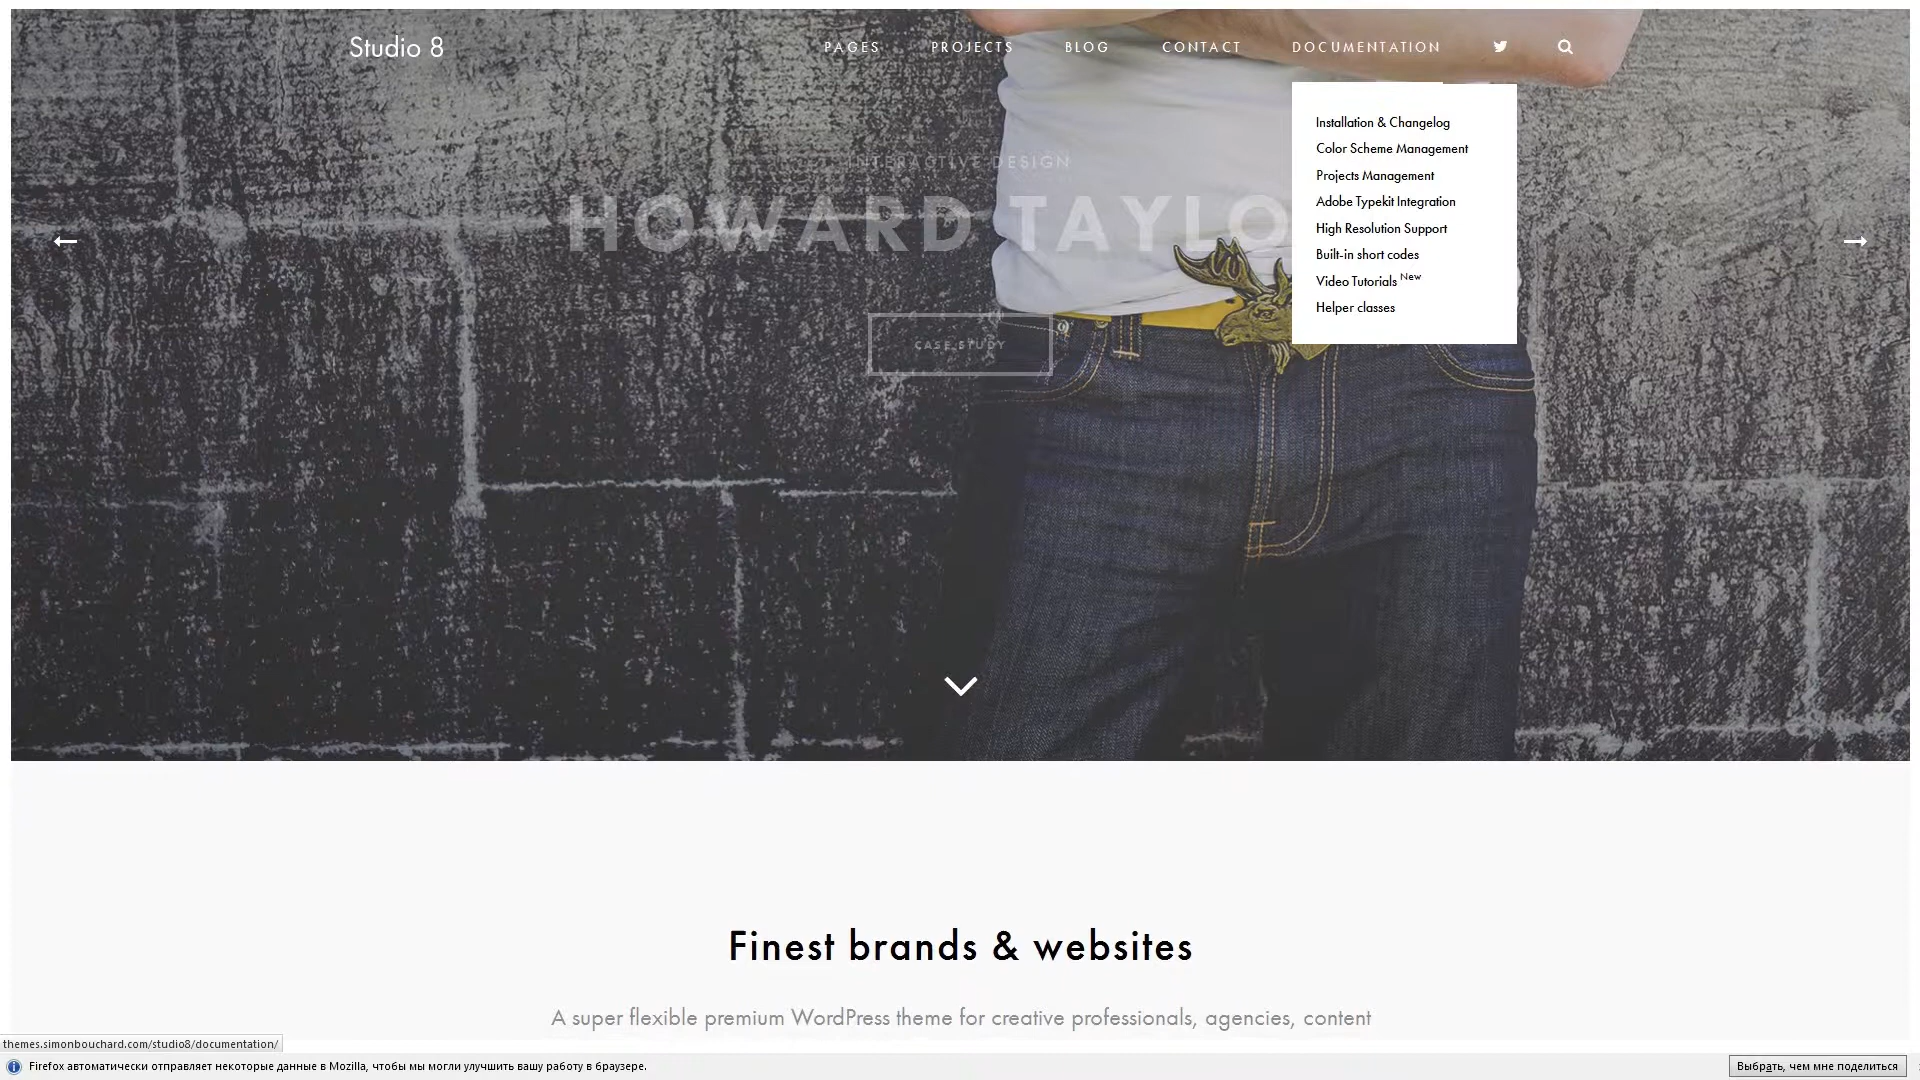 Studio 8
PAGES
PROJECTS
BLOG
CONTACT
DOCUMENTATION
Installation & Changelog
Color Scheme Management
Projects Management
Adobe Typekit Integration
High Resolution Support
Built-in short codes
Video Tutorials New
Helper classes
INTERACTIVE DESIGN
HOWARD TAYLO
CASE STUDY
Finest brands & websites
A super flexible premium WordPress theme for creative professionals, agencies, content
themes.simonbouchard.com/studio8/documentation/
Firefox автоматически отправляет некоторые данные в Mozilla, чтобы мы могли улучшить вашу работу в браузере.
Выбрать, чем мне поделиться